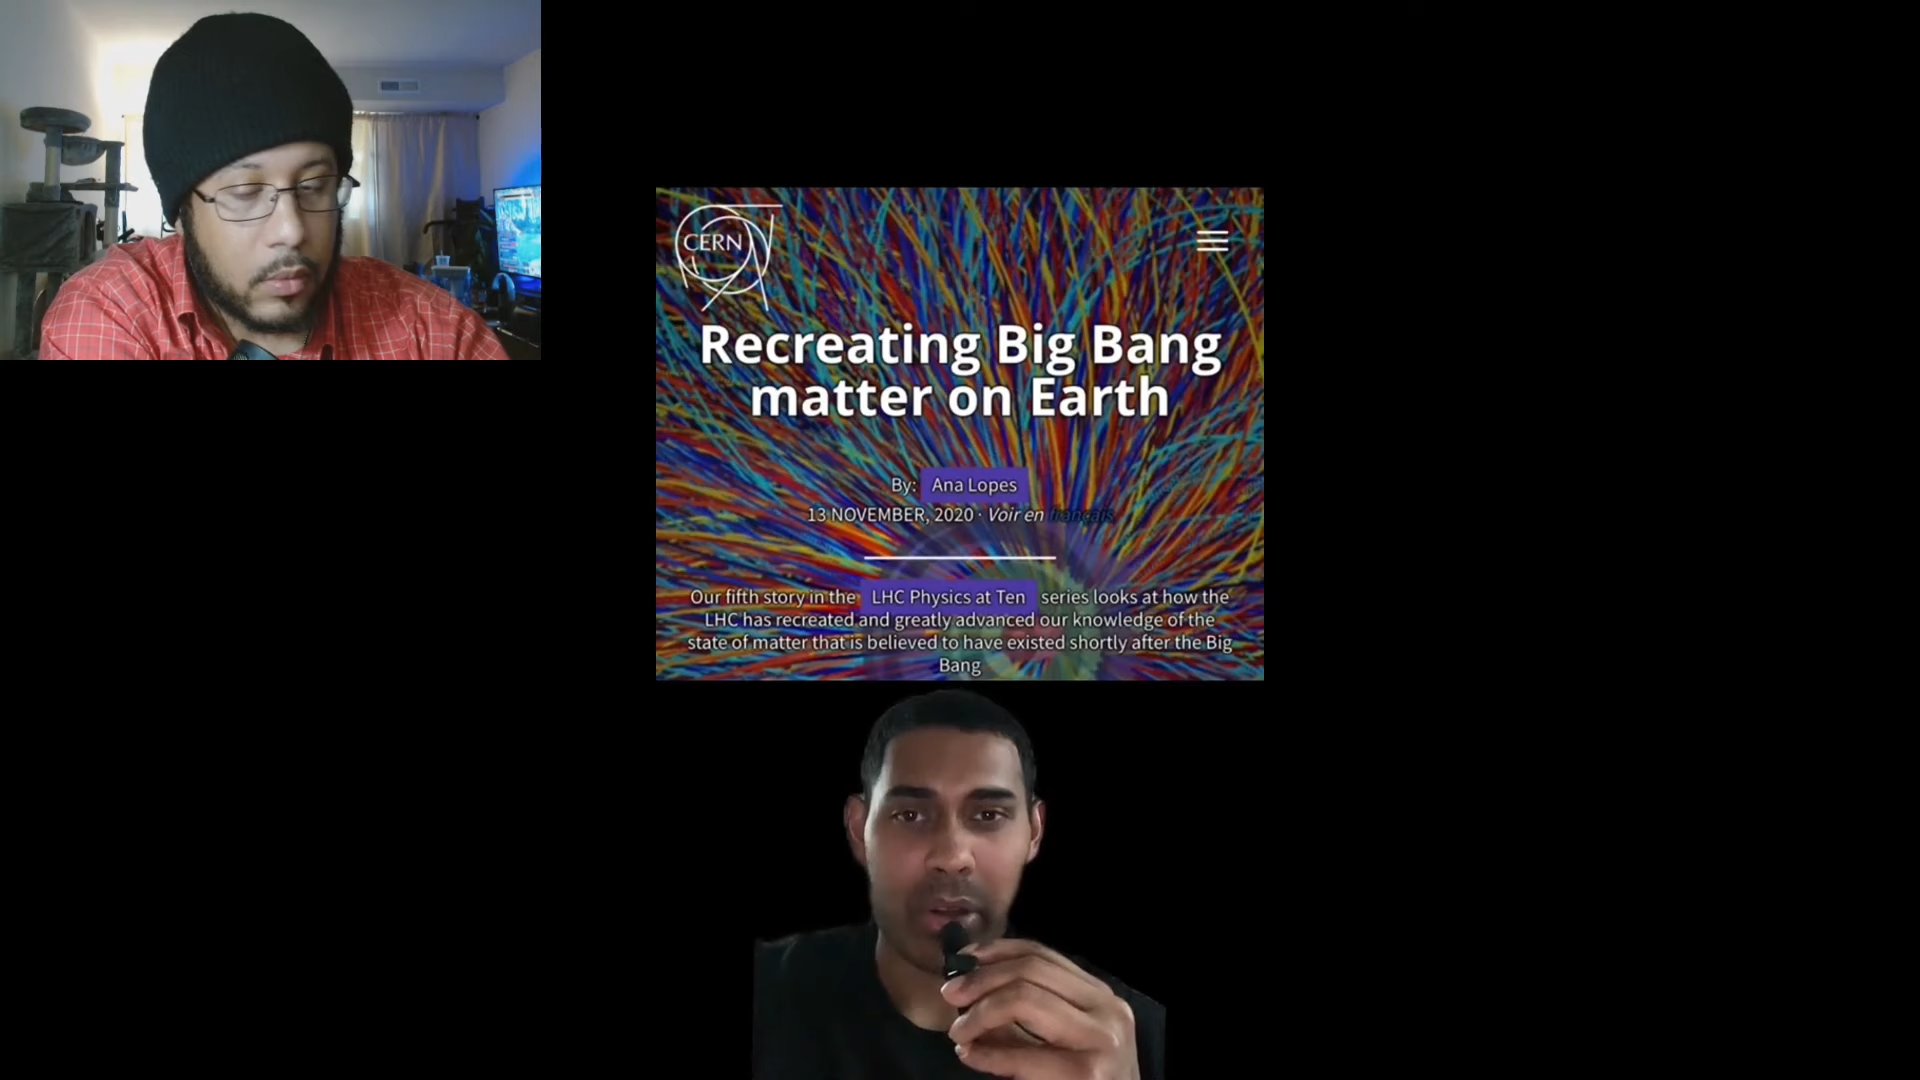 CERN
Recreating Big Bang
matter on Earth
By: Ana Lopes
13 NOVEMBER, 2020 · Voir en français
Our fifth story in the LHC Physics at Ten series looks at how the
LHC has recreated and greatly advanced our knowledge of the
state of matter that is believed to have existed shortly after the Big
Bang